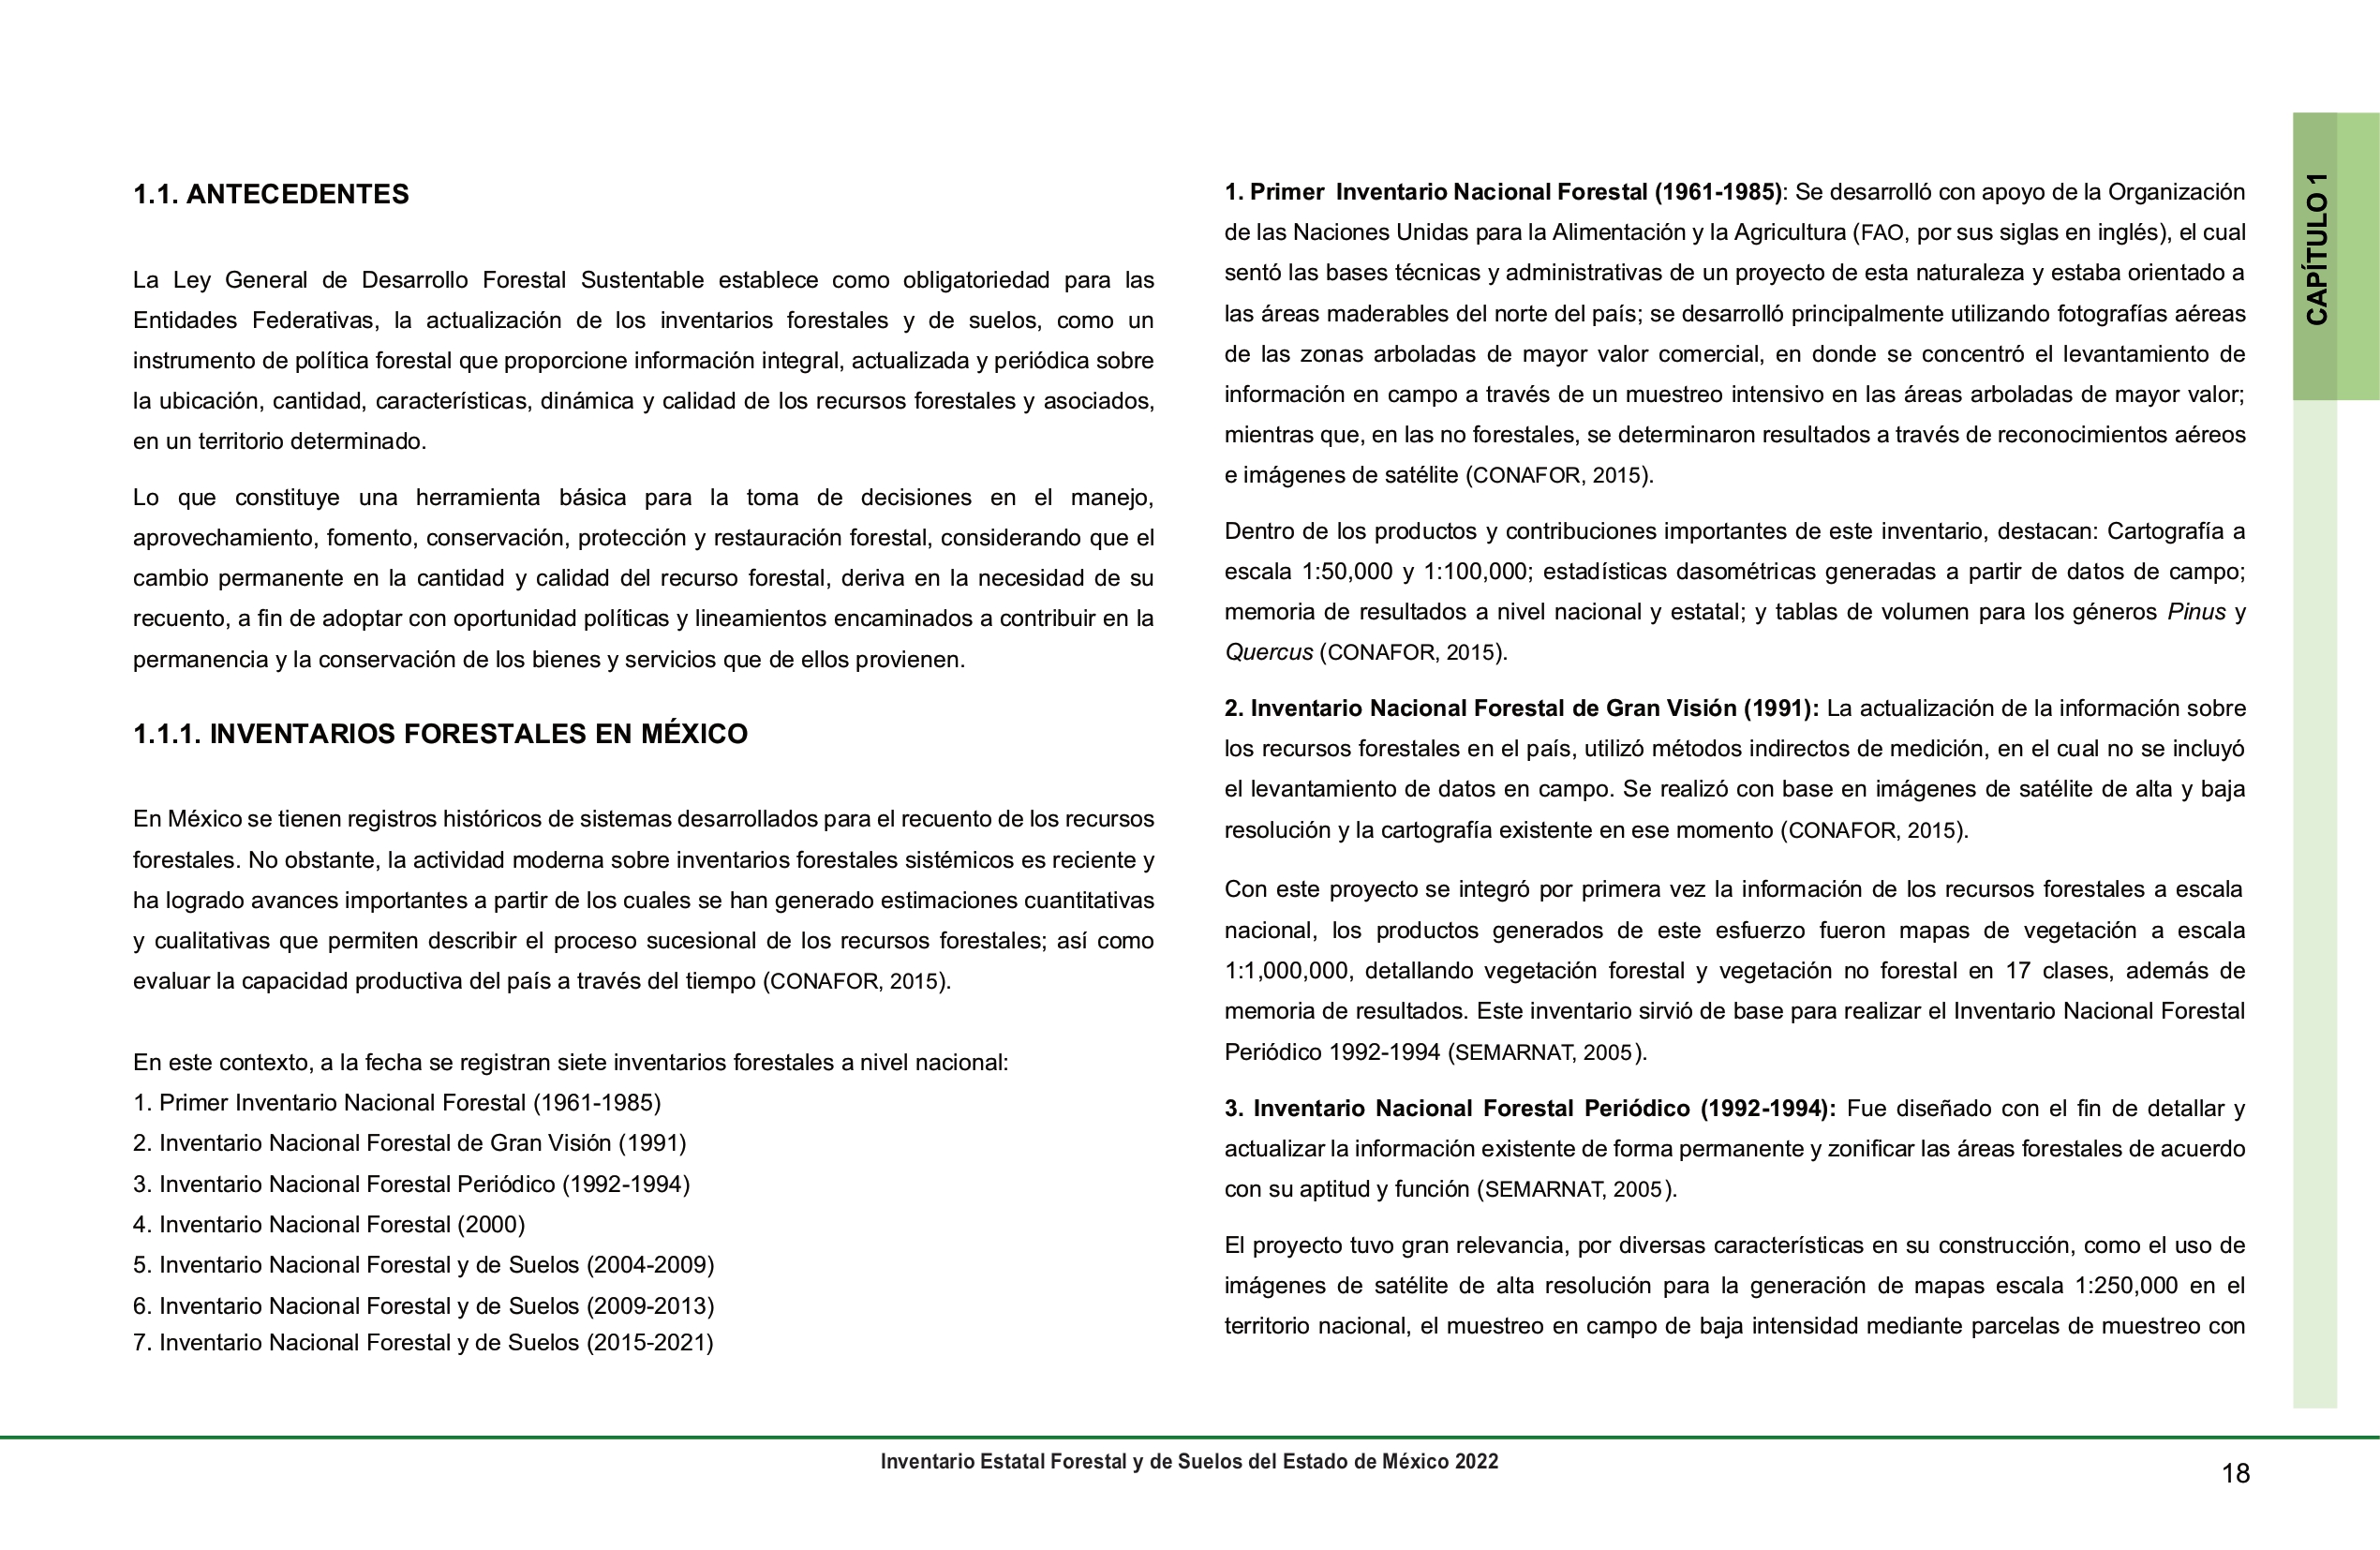 1.1. ANTECEDENTES
La Ley General de Desarrollo Forestal Sustentable establece como obligatoriedad para las
Entidades Federativas, la actualización de los inventarios forestales y de suelos, como un
instrumento de política forestal que proporcione información integral, actualizada y periódica sobre
la ubicación, cantidad, características, dinámica y calidad de los recursos forestales y asociados,
en un territorio determinado.
Lo que constituye una herramienta básica para la toma de decisiones en el manejo,
aprovechamiento, fomento, conservación, protección y restauración forestal, considerando que el
cambio permanente en la cantidad y calidad del recurso forestal, deriva en la necesidad de su
recuento, a fin de adoptar con oportunidad políticas y lineamientos encaminados a contribuir en la
permanencia y la conservación de los bienes y servicios que de ellos provienen.
1.1.1. INVENTARIOS FORESTALES EN MÉXICO
En México se tienen registros históricos de sistemas desarrollados para el recuento de los recursos
forestales. No obstante, la actividad moderna sobre inventarios forestales sistémicos es reciente y
ha logrado avances importantes a partir de los cuales se han generado estimaciones cuantitativas
y cualitativas que permiten describir el proceso sucesional de los recursos forestales; así como
evaluar la capacidad productiva del país a través del tiempo (CONAFOR, 2015).
En este contexto, a la fecha se registran siete inventarios forestales a nivel nacional:
1. Primer Inventario Nacional Forestal (1961-1985)
2. Inventario Nacional Forestal de Gran Visión (1991)
3. Inventario Nacional Forestal Periódico (1992-1994)
4. Inventario Nacional Forestal (2000)
5. Inventario Nacional Forestal y de Suelos (2004-2009)
6. Inventario Nacional Forestal y de Suelos (2009-2013)
7. Inventario Nacional Forestal y de Suelos (2015-2021)
1. Primer Inventario Nacional Forestal (1961-1985): Se desarrolló con apoyo de la Organización
de las Naciones Unidas para la Alimentación y la Agricultura (FAO, por sus siglas en inglés), el cual
sentó las bases técnicas y administrativas de un proyecto de esta naturaleza y estaba orientado a
las áreas maderables del norte del país; se desarrolló principalmente utilizando fotografías aéreas
de las zonas arboladas de mayor valor comercial, en donde se concentró el levantamiento de
información en campo a través de un muestreo intensivo en las áreas arboladas de mayor valor;
mientras que, en las no forestales, se determinaron resultados a través de reconocimientos aéreos
e imágenes de satélite (CONAFOR, 2015).
Dentro de los productos y contribuciones importantes de este inventario, destacan: Cartografía a
escala 1:50,000 y 1:100,000; estadísticas dasométricas generadas a partir de datos de campo;
memoria de resultados a nivel nacional y estatal; y tablas de volumen para los géneros Pinus y
Quercus (CONAFOR, 2015).
2. Inventario Nacional Forestal de Gran Visión (1991): La actualización de la información sobre
los recursos forestales en el país, utilizó métodos indirectos de medición, en el cual no se incluyó
el levantamiento de datos en campo. Se realizó con base en imágenes de satélite de alta y baja
resolución y la cartografía existente en ese momento (CONAFOR, 2015).
Con este proyecto se integró por primera vez la información de los recursos forestales a escala
nacional, los productos generados de este esfuerzo fueron mapas de vegetación a escala
1:1,000,000, detallando vegetación forestal y vegetación no forestal en 17 clases, además de
memoria de resultados. Este inventario sirvió de base para realizar el Inventario Nacional Forestal
Periódico 1992-1994 (SEMARNAT, 2005).
3. Inventario Nacional Forestal Periódico (1992-1994): Fue diseñado con el fin de detallar y
actualizar la información existente de forma permanente y zonificar las áreas forestales de acuerdo
con su aptitud y función (SEMARNAT, 2005).
El proyecto tuvo gran relevancia, por diversas características en su construcción, como el uso de
imágenes de satélite de alta resolución para la generación de mapas escala 1:250,000 en el
territorio nacional, el muestreo en campo de baja intensidad mediante parcelas de muestreo con
CAPÍTULO 1
Inventario Estatal Forestal y de Suelos del Estado de México 2022
18